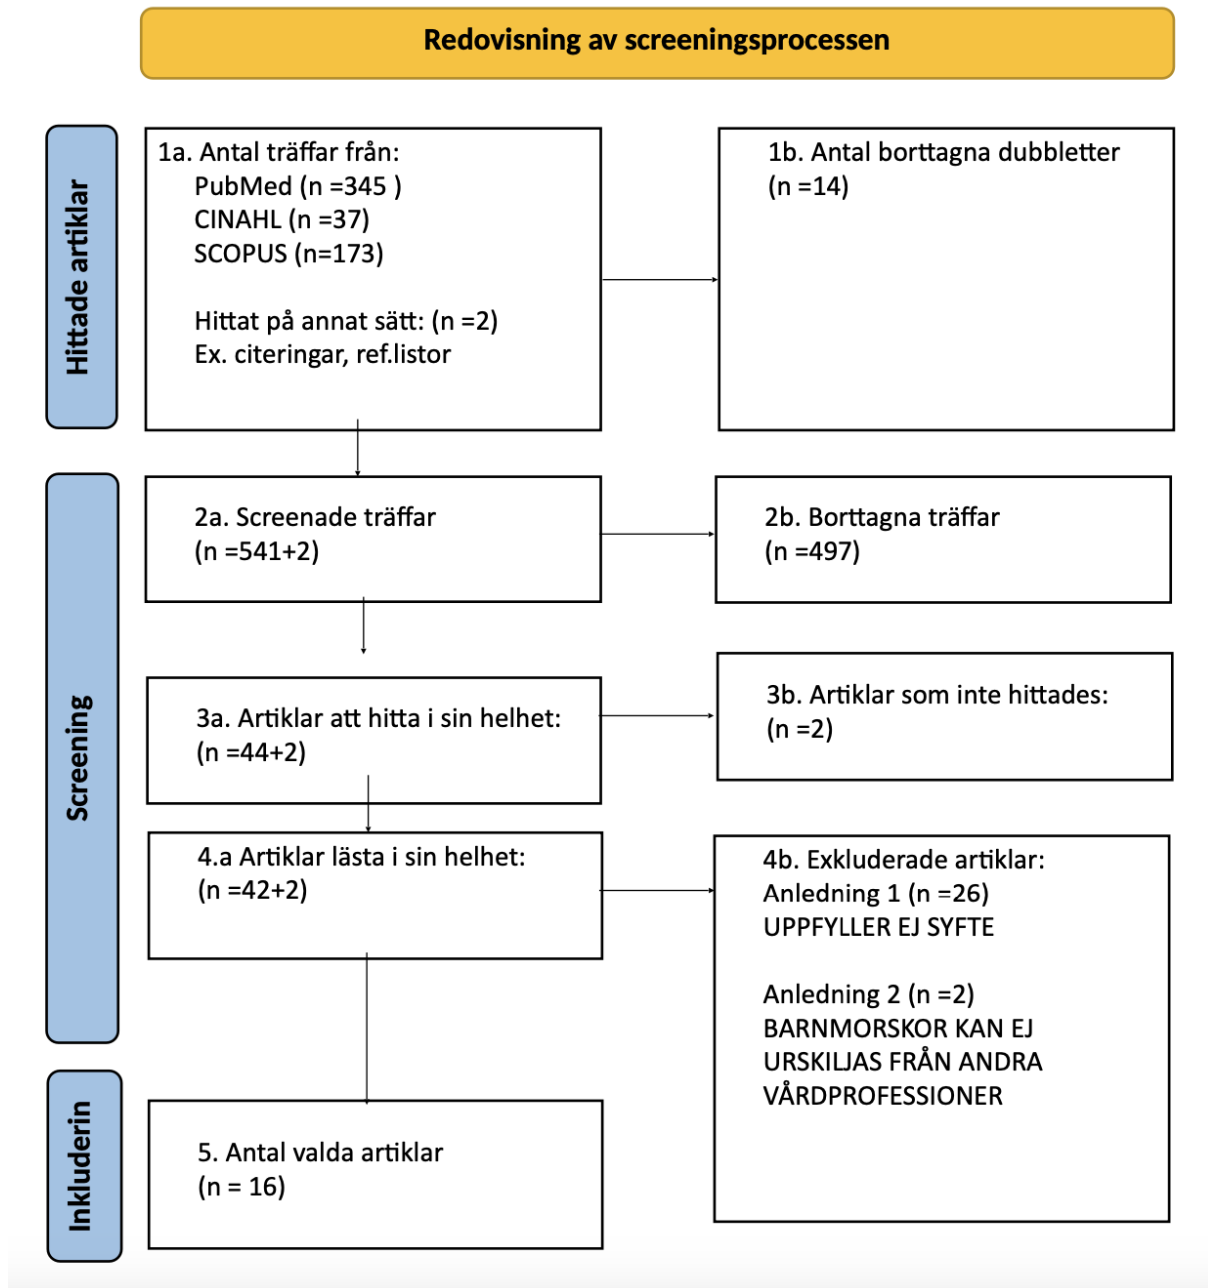 Redovisning av screeningsprocessen
Hittade artiklar
1a. Antal träffar från:
PubMed (n =345 )
CINAHL (n =37)
SCOPUS (n=173)
Hittat på annat sätt: (n =2)
Ex. citeringar, ref.listor
1b. Antal borttagna dubbletter
(n =14)
Screening
2a. Screenade träffar
(n =541+2)
2b. Borttagna träffar
(n =497)
3a. Artiklar att hitta i sin helhet:
(n =44+2)
3b. Artiklar som inte hittades:
(n =2)
4.a Artiklar lästa i sin helhet:
(n =42+2)
4b. Exkluderade artiklar:
Anledning 1 (n =26)
UPPFYLLER EJ SYFTE
Anledning 2 (n =2)
BARNMORSKOR KAN EJ
URSKILJAS FRÅN ANDRA
VÅRDPROFESSIONER
Inkluderin
5. Antal valda artiklar
(n = 16)